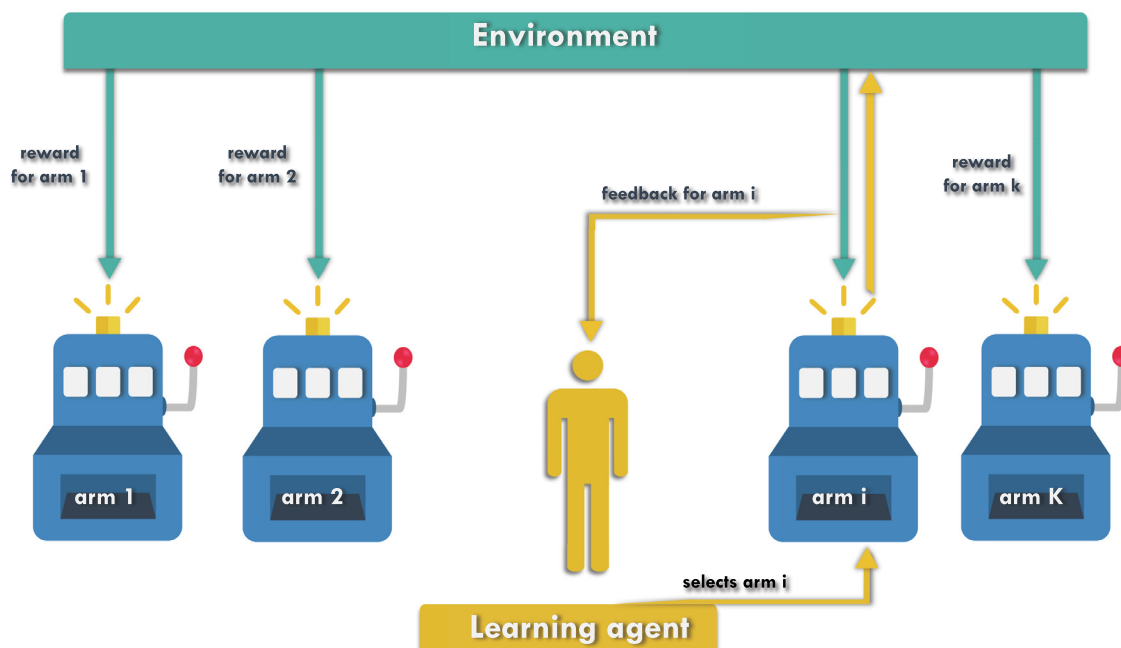 Environment
reward
for arm 1
reward
for arm 2
feedback for arm i
reward
for arm k
arm 1
arm 2
arm i
arm K
selects arm i
Learning agent